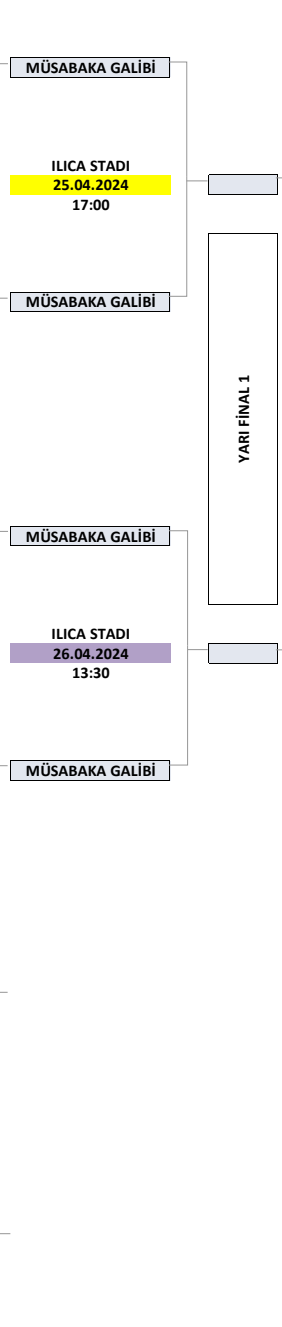 MÜSABAKA GALİBİ
ILICA STADI
25.04.2024
17:00
MÜSABAKA GALİBİ
YARI FİNAL 1
MÜSABAKA GALİBİ
ILICA STADI
26.04.2024
13:30
MÜSABAKA GALİBİ